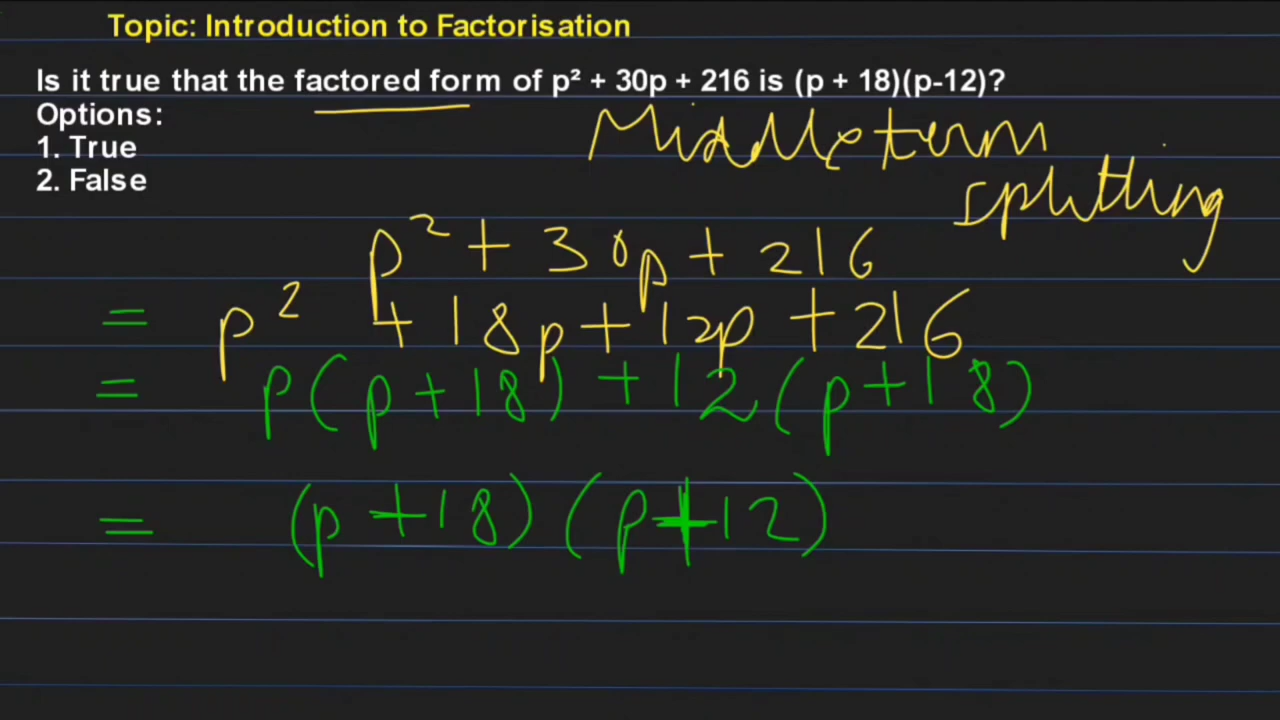 Topic: Introduction to Factorisation
Is it true that the factored form of p² + 30p + 216 is (p + 18)(p-12)?
Options:
1. True
2. False
Middle term
splitting
p² + 30p + 216
= p² + 18p + 12p + 216
= p(p+18) + 12(p+18)
= (p+18)(p+12)